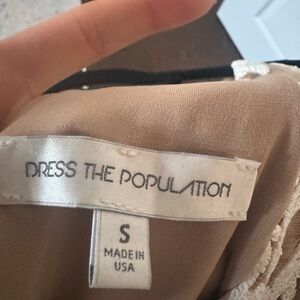 DRESS THE POPULATION
S
MADE IN
USA